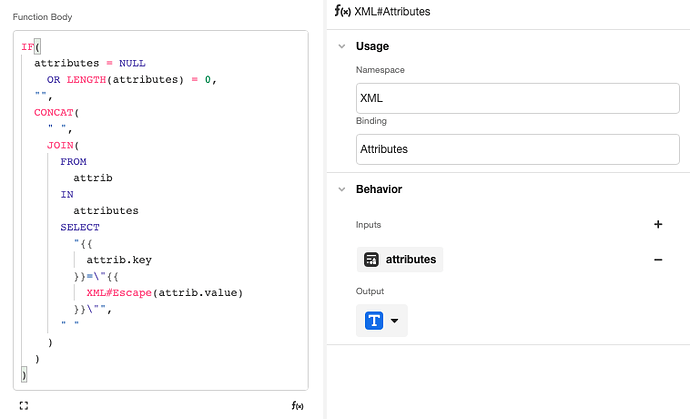 Function Body
IF(
attributes = NULL
OR LENGTH(attributes) = 0,
"",
CONCAT(
" ",
JOIN(
FROM
attrib
IN
attributes
SELECT
"{{
attrib.key
}}=\"{{
XML#Escape(attrib.value)
}}\"",
" "
)
)
)
f(x)
f(x) XML#Attributes
Usage
Namespace
XML
Binding
Attributes
Behavior
Inputs
+
attributes
−
Output
T